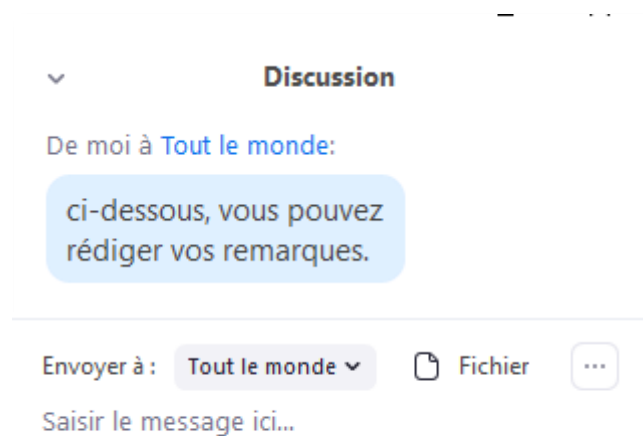 Discussion
De moi à Tout le monde:
ci-dessous, vous pouvez
rédiger vos remarques.
Envoyer à : Tout le monde Fichier ...
Saisir le message ici...